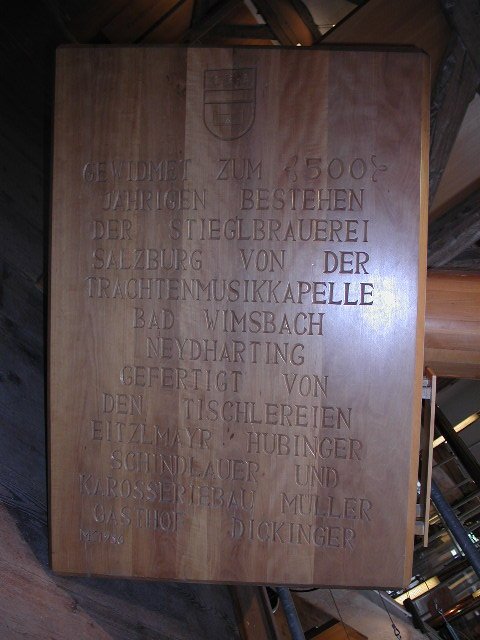 GEWIDMET ZUM 500
JÄHRIGEN BESTEHEN
DER STIEGLBRAUEREI
SALZBURG VON DER
TRACHTENMUSIKKAPELLE
BAD WIMSBACH
NEYDHARTING
GEFERTIGT VON
DEN TISCHLEREIEN
EITZLMAYR HUBINGER
SCHINDLAUER UND
KAROSSERIEBAU MÜLLER
GASTHOF DICKINGER